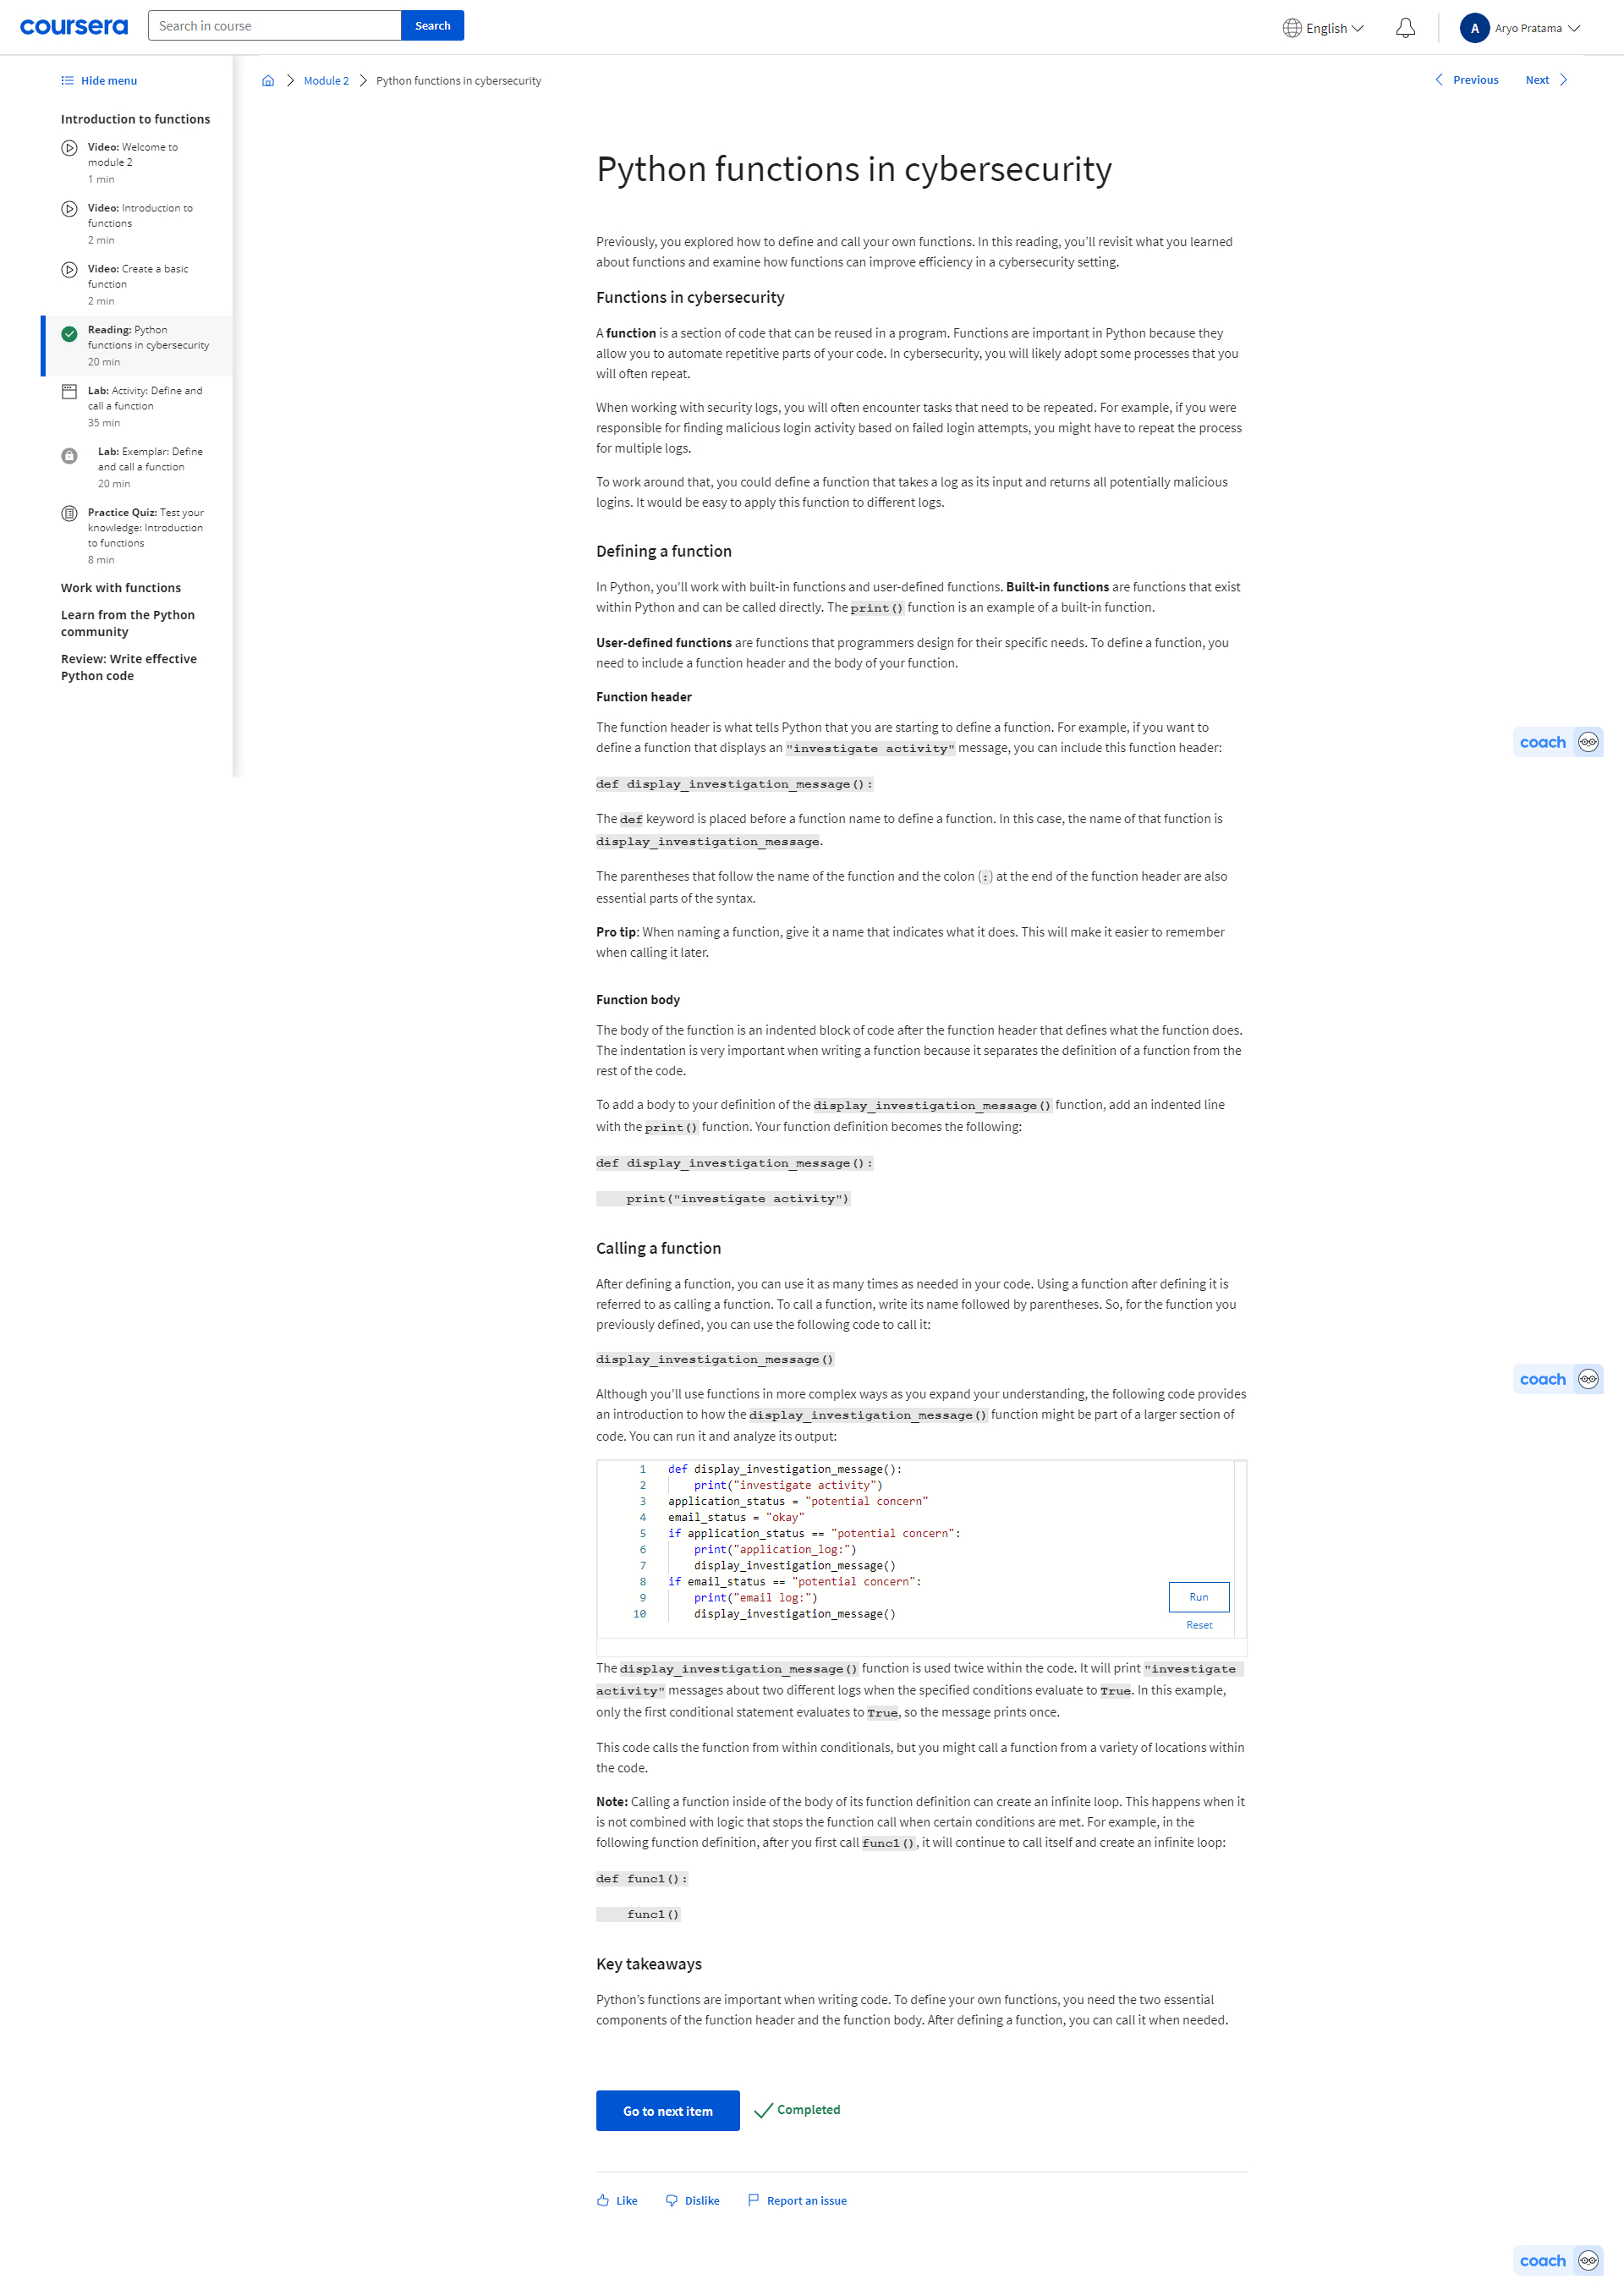 coursera
Search in course
Search
English
A
Aryo Pratama
Hide menu
Introduction to functions
Video: Welcome to
module 2
1 min
Video: Introduction to
functions
2 min
Video: Create a basic
function
2 min
Reading: Python
functions in cybersecurity
20 min
Lab: Activity: Define and
call a function
35 min
Lab: Exemplar: Define
and call a function
20 min
Practice Quiz: Test your
knowledge: Introduction
to functions
8 min
Work with functions
Learn from the Python
community
Review: Write effective
Python code
Module 2
Python functions in cybersecurity
Previous
Next
Python functions in cybersecurity
Previously, you explored how to define and call your own functions. In this reading, you’ll revisit what you learned
about functions and examine how functions can improve efficiency in a cybersecurity setting.
Functions in cybersecurity
A function is a section of code that can be reused in a program. Functions are important in Python because they
allow you to automate repetitive parts of your code. In cybersecurity, you will likely adopt some processes that you
will often repeat.
When working with security logs, you will often encounter tasks that need to be repeated. For example, if you were
responsible for finding malicious login activity based on failed login attempts, you might have to repeat the process
for multiple logs.
To work around that, you could define a function that takes a log as its input and returns all potentially malicious
logins. It would be easy to apply this function to different logs.
Defining a function
In Python, you'll work with built-in functions and user-defined functions. Built-in functions are functions that exist
within Python and can be called directly. The print() function is an example of a built-in function.
User-defined functions are functions that programmers design for their specific needs. To define a function, you
need to include a function header and the body of your function.
Function header
The function header is what tells Python that you are starting to define a function. For example, if you want to
define a function that displays an "investigate activity" message, you can include this function header:
def display_investigation_message():
The def keyword is placed before a function name to define a function. In this case, the name of that function is
display_investigation_message.
The parentheses that follow the name of the function and the colon (:) at the end of the function header are also
essential parts of the syntax.
Pro tip: When naming a function, give it a name that indicates what it does. This will make it easier to remember
when calling it later.
Function body
The body of the function is an indented block of code after the function header that defines what the function does.
The indentation is very important when writing a function because it separates the definition of a function from the
rest of the code.
To add a body to your definition of the display_investigation_message() function, add an indented line
with the print() function. Your function definition becomes the following:
def display_investigation_message():
    print("investigate activity")
Calling a function
After defining a function, you can use it as many times as needed in your code. Using a function after defining it is
referred to as calling a function. To call a function, write its name followed by parentheses. So, for the function you
previously defined, you can use the following code to call it:
display_investigation_message()
Although you'll use functions in more complex ways as you expand your understanding, the following code provides
an introduction to how the display_investigation_message() function might be part of a larger section of
code. You can run it and analyze its output:
1 def display_investigation_message():
2     print("investigate activity")
3 application_status = "potential concern"
4 email_status = "okay"
5 if application_status == "potential concern":
6     print("application_log:")
7     display_investigation_message()
8 if email_status == "potential concern":
9     print("email log:")
10     display_investigation_message()
Run
Reset
The display_investigation_message() function is used twice within the code. It will print "investigate
activity" messages about two different logs when the specified conditions evaluate to True. In this example,
only the first conditional statement evaluates to True, so the message prints once.
This code calls the function from within conditionals, but you might call a function from a variety of locations within
the code.
Note: Calling a function inside of the body of its function definition can create an infinite loop. This happens when it
is not combined with logic that stops the function call when certain conditions are met. For example, in the
following function definition, after you first call func1(), it will continue to call itself and create an infinite loop:
def func1():
    func1()
Key takeaways
Python’s functions are important when writing code. To define your own functions, you need the two essential
components of the function header and the function body. After defining a function, you can call it when needed.
Go to next item
Completed
Like
Dislike
Report an issue
coach
coach
coach